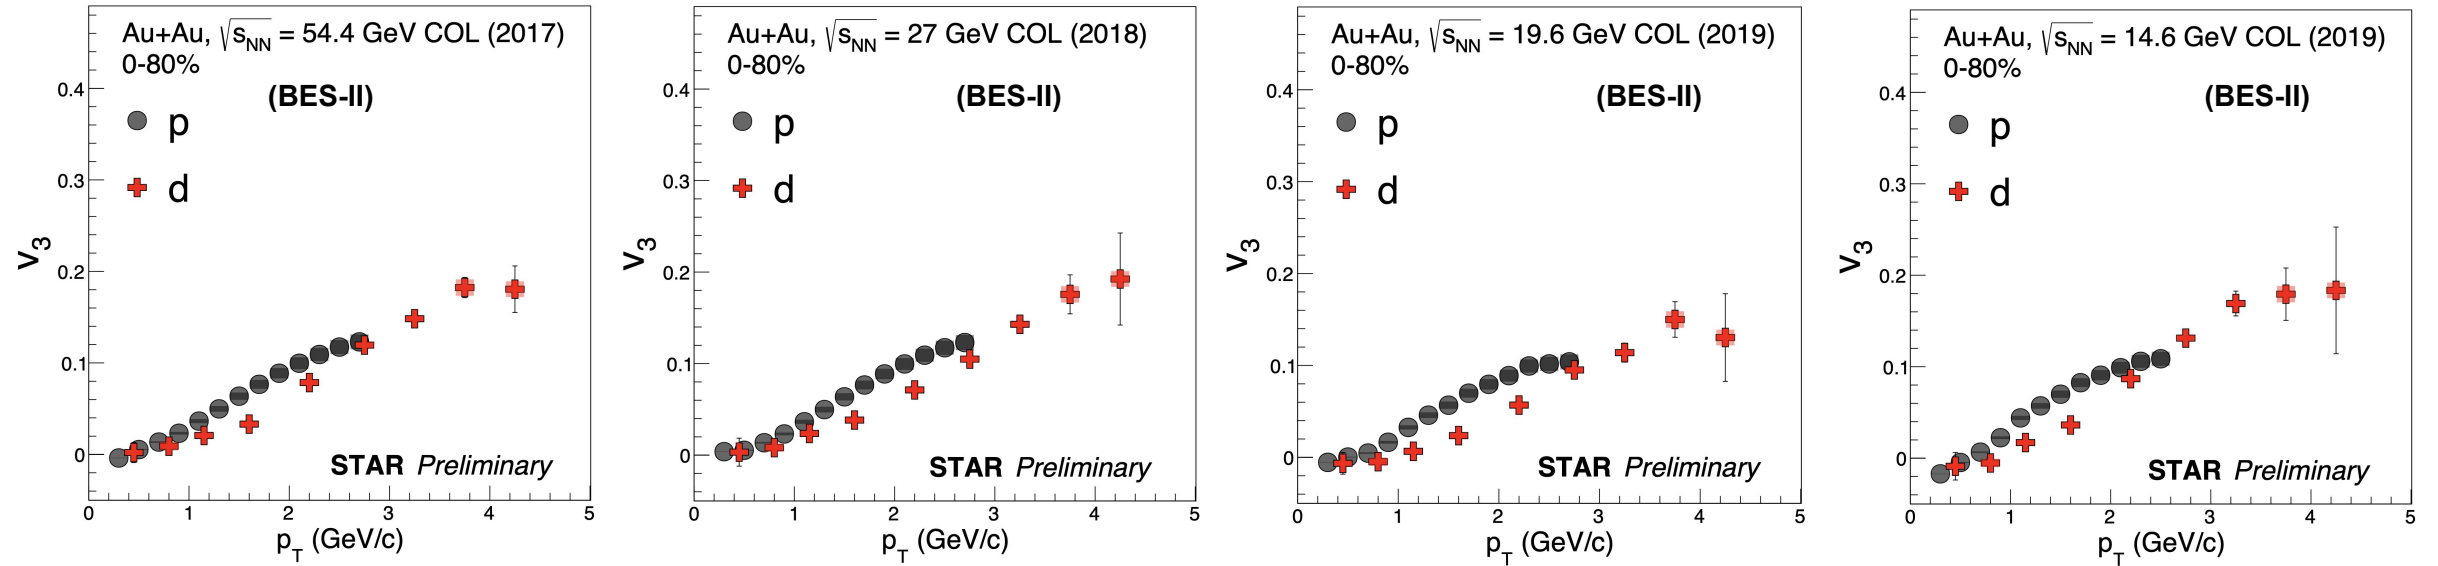 Au+Au, √sNN = 54.4 GeV COL (2017)
0-80%
(BES-II)
p
d
0.4
0.3
0.2
0.1
0
v3
STAR Preliminary
0 1 2 3 4 5
pT (GeV/c)
Au+Au, √sNN = 27 GeV COL (2018)
0-80%
(BES-II)
p
d
0.4
0.3
0.2
0.1
0
v3
STAR Preliminary
0 1 2 3 4 5
pT (GeV/c)
Au+Au, √sNN = 19.6 GeV COL (2019)
0-80%
(BES-II)
p
d
0.4
0.3
0.2
0.1
0
v3
STAR Preliminary
0 1 2 3 4 5
pT (GeV/c)
Au+Au, √sNN = 14.6 GeV COL (2019)
0-80%
(BES-II)
p
d
0.4
0.3
0.2
0.1
0
v3
STAR Preliminary
0 1 2 3 4 5
pT (GeV/c)